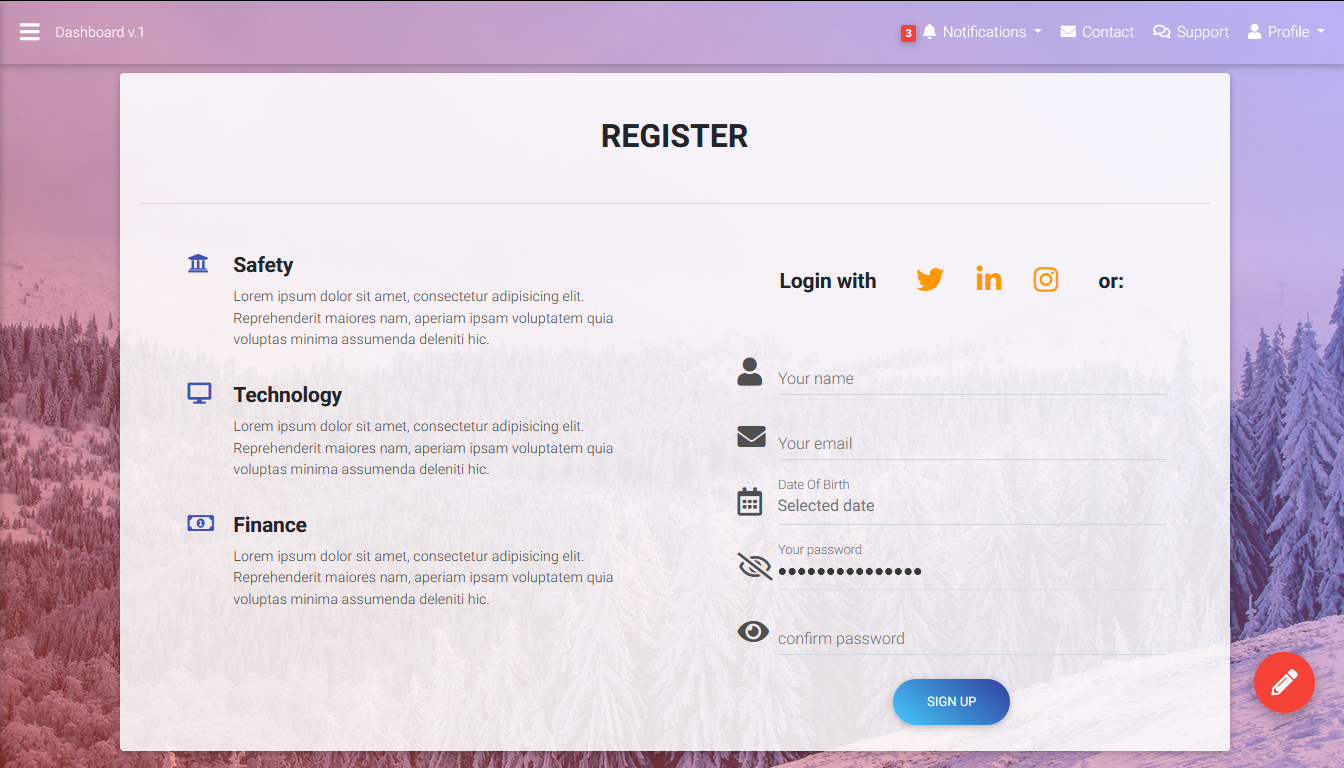 Dashboard v.1
3 Notifications Contact Support Profile
REGISTER
Safety
Lorem ipsum dolor sit amet, consectetur adipisicing elit.
Reprehenderit maiores nam, aperiam ipsam voluptatem quia
voluptas minima assumenda deleniti hic.
Technology
Lorem ipsum dolor sit amet, consectetur adipisicing elit.
Reprehenderit maiores nam, aperiam ipsam voluptatem quia
voluptas minima assumenda deleniti hic.
Finance
Lorem ipsum dolor sit amet, consectetur adipisicing elit.
Reprehenderit maiores nam, aperiam ipsam voluptatem quia
voluptas minima assumenda deleniti hic.
Login with or:
Your name
Your email
Date Of Birth
Selected date
Your password
•••••••••••••••
confirm password
SIGN UP